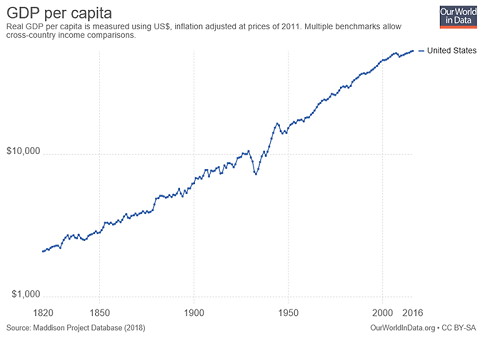 GDP per capita
Our World
in Data
Real GDP per capita is measured using US$, inflation adjusted at prices of 2011. Multiple benchmarks allow
cross-country income comparisons.
United States
$10,000
$1,000
1820
1850
1900
1950
2000
2016
Source: Maddison Project Database (2018)
OurWorldInData.org • CC BY-SA